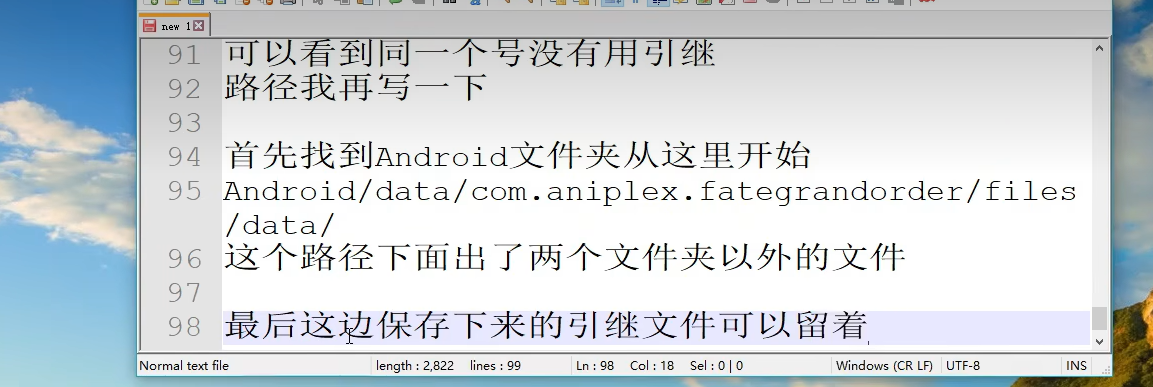 new 1
91 可以看到同一个号没有用引继
92 路径我再写一下
93
94 首先找到Android文件夹从这里开始
95 Android/data/com.aniplex.fategrandorder/files
/data/
96 这个路径下面出了两个文件夹以外的文件
97
98 最后这边保存下来的引继文件可以留着
Normal text file length : 2,822 lines : 99 Ln : 98 Col : 18 Sel : 0 | 0 Windows (CR LF) UTF-8 INS